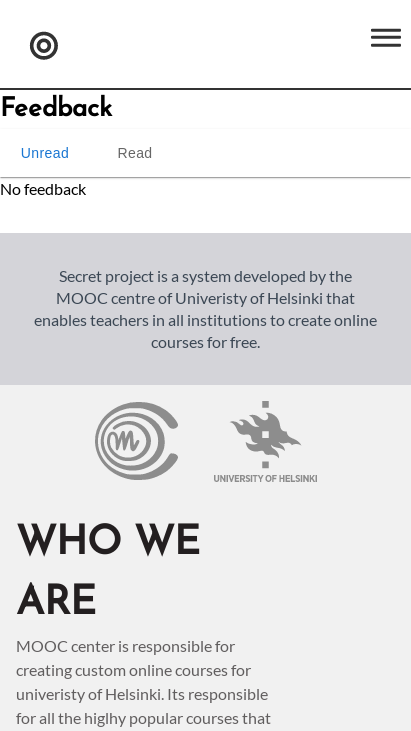 Feedback
Unread Read
No feedback
Secret project is a system developed by the
MOOC centre of Univeristy of Helsinki that
enables teachers in all institutions to create online
courses for free.
UNIVERSITY OF HELSINKI
WHO WE
ARE
MOOC center is responsible for
creating custom online courses for
univeristy of Helsinki. Its responsible
for all the higlhy popular courses that